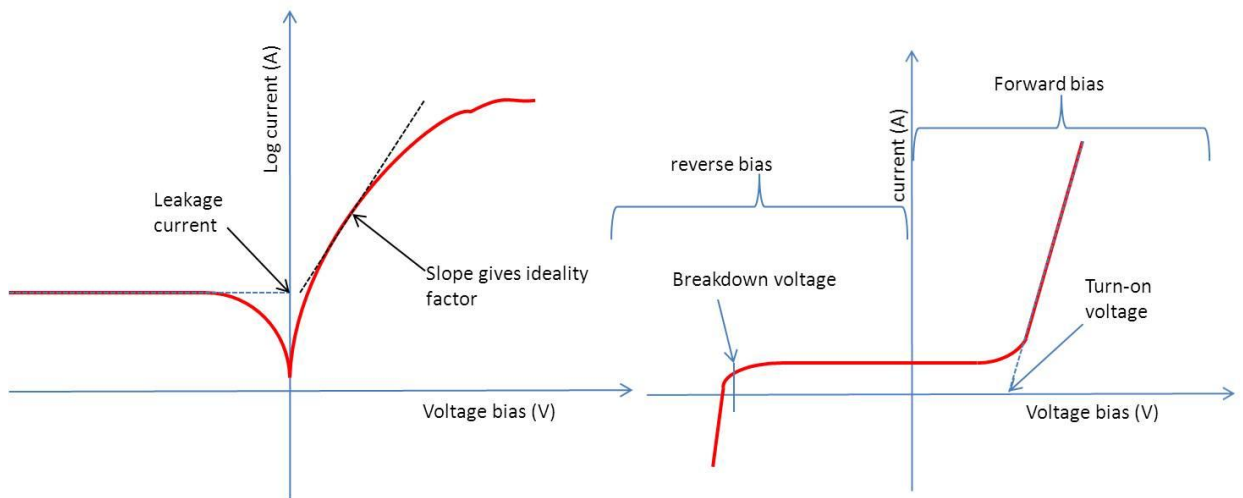 Log current (A)
Leakage
current
Slope gives ideality
factor
Voltage bias (V)
current (A)
Forward bias
reverse bias
Breakdown voltage
Turn-on
voltage
Voltage bias (V)